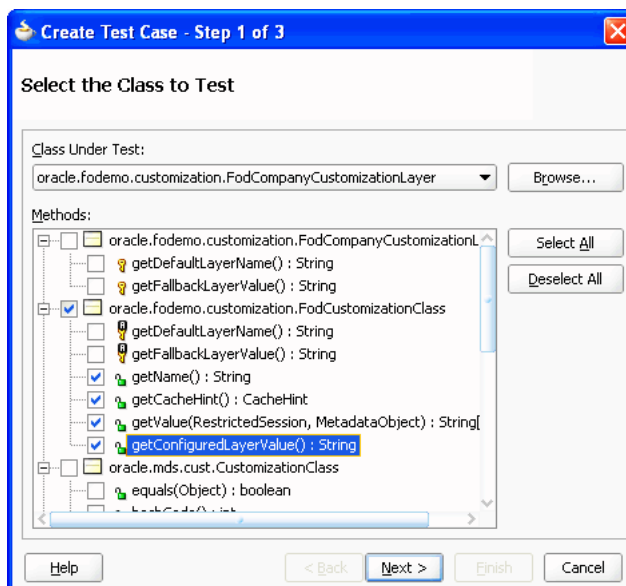 Create Test Case - Step 1 of 3
Select the Class to Test
Class Under Test:
oracle.fodemo.customization.FodCompanyCustomizationLayer
Browse...
Methods:
oracle.fodemo.customization.FodCompanyCustomizationL
Select All
getDefaultLayerName() : String
getFallbackLayerValue() : String
Deselect All
oracle.fodemo.customization.FodCustomizationClass
getDefaultLayerName() : String
getFallbackLayerValue() : String
getName() : String
getCacheHint() : CacheHint
getValue(RestrictedSession, MetadataObject) : String[
getConfiguredLayerValue() : String
oracle.mds.cust.CustomizationClass
equals(Object) : boolean
hashCode() : int
Help
< Back
Next >
Finish
Cancel